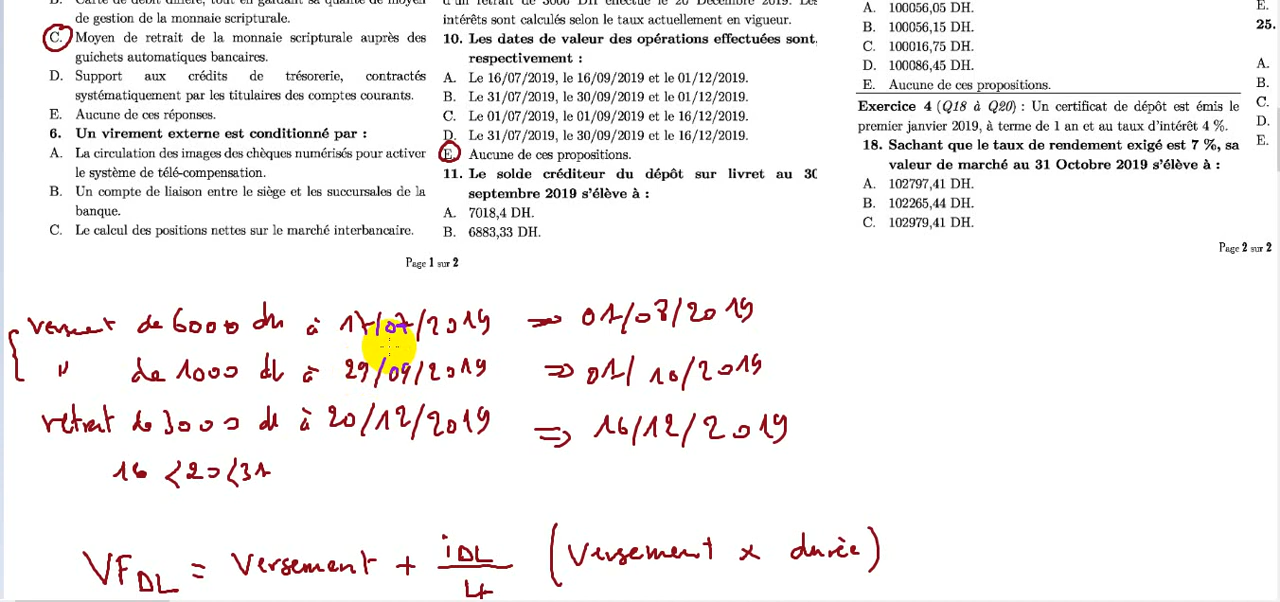 de gestion de la monnaie scripturale.
C. Moyen de retrait de la monnaie scripturale auprès des
guichets automatiques bancaires.
D. Support aux crédits de trésorerie, contractés
systématiquement par les titulaires des comptes courants.
E. Aucune de ces réponses.
6. Un virement externe est conditionné par :
A. La circulation des images des chèques numérisés pour activer
le système de télé-compensation.
B. Un compte de liaison entre le siège et les succursales de la
banque.
C. Le calcul des positions nettes sur le marché interbancaire.
d'un retrait de 3000 DH effectué le 20 Décembre 2019. Les
intérêts sont calculés selon le taux actuellement en vigueur.
10. Les dates de valeur des opérations effectuées sont,
respectivement :
A. Le 16/07/2019, le 16/09/2019 et le 01/12/2019.
B. Le 31/07/2019, le 30/09/2019 et le 01/12/2019.
C. Le 01/07/2019, le 01/09/2019 et le 16/12/2019.
D. Le 31/07/2019, le 30/09/2019 et le 16/12/2019.
E. Aucune de ces propositions.
11. Le solde créditeur du dépôt sur livret au 30
septembre 2019 s'élève à :
A. 7018,4 DH.
B. 6883,33 DH.
A. 100056,05 DH.
B. 100056,15 DH.
C. 100016,75 DH.
D. 100086,45 DH.
E. Aucune de ces propositions.
Exercice 4 (Q18 à Q20) : Un certificat de dépôt est émis le
premier janvier 2019, à terme de 1 an et au taux d'intérêt 4 %.
18. Sachant que le taux de rendement exigé est 7 %, sa
valeur de marché au 31 Octobre 2019 s'élève à :
A. 102797,41 DH.
B. 102265,44 DH.
C. 102979,41 DH.
E.
25.
A.
B.
C.
D.
E.
Page 1 sur 2
Page 2 sur 2
de 6000 dh à 17/07/2019 ⇒ 01/08/2019
" de 1000 dh à 29/09/2019 ⇒ 01/10/2019
retrait de 3000 dh à 20/12/2019 ⇒ 16/12/2019
16 < 20 < 31
VF DL = Versement + iDL/4 (Versement x durée)